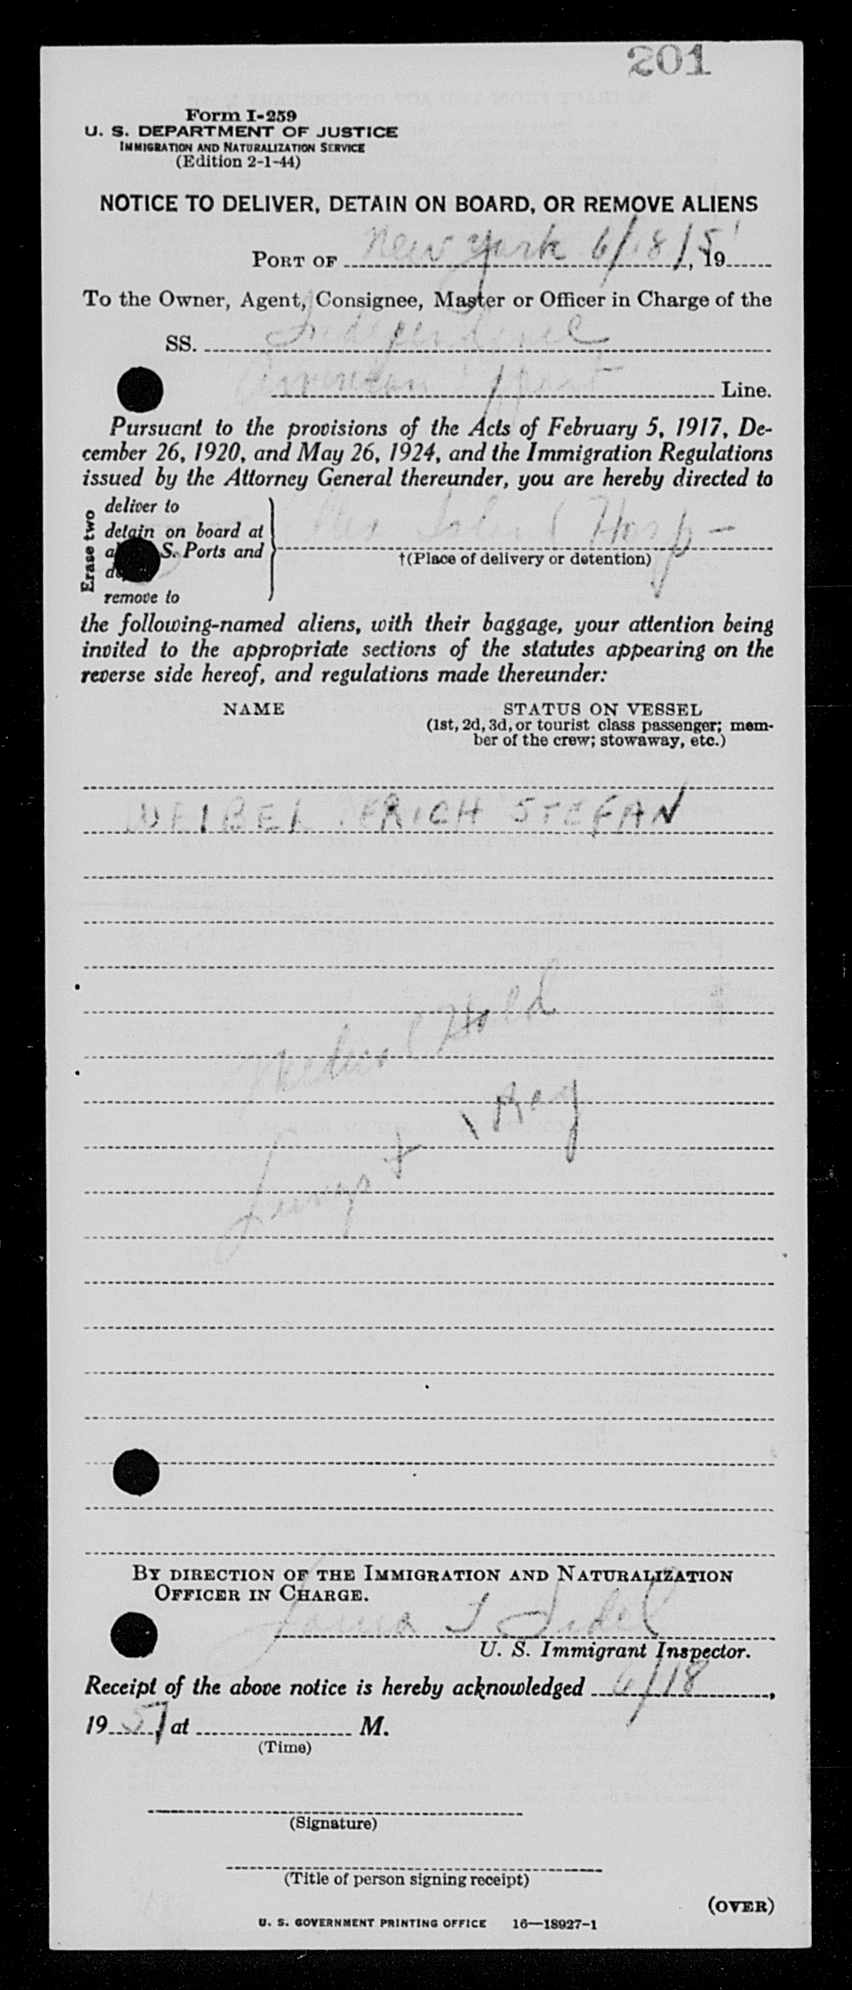 201
Form I-259
U. S. DEPARTMENT OF JUSTICE
IMMIGRATION AND NATURALIZATION SERVICE
(Edition 2-1-44)
NOTICE TO DELIVER, DETAIN ON BOARD, OR REMOVE ALIENS
PORT OF New York 6/18/51, 19
To the Owner, Agent, Consignee, Master or Officer in Charge of the
SS. Independence
American Export Line.
Pursuant to the provisions of the Acts of February 5, 1917, De-
cember 26, 1920, and May 26, 1924, and the Immigration Regulations
issued by the Attorney General thereunder, you are hereby directed to
Erase two
deliver to
detain on board at
S. Ports and
remove to
Island Hosp-
†(Place of delivery or detention)
the following-named aliens, with their baggage, your attention being
invited to the appropriate sections of the statutes appearing on the
reverse side hereof, and regulations made thereunder:
NAME
STATUS ON VESSEL
(1st, 2d, 3d, or tourist class passenger; mem-
ber of the crew; stowaway, etc.)
WEIBEL ERICH STEFAN
Medical Hold
1 Bag
BY DIRECTION OF THE IMMIGRATION AND NATURALIZATION
OFFICER IN CHARGE.
U. S. Immigrant Inspector.
Receipt of the above notice is hereby acknowledged 6/18,
19 51 at M.
(Time)
(Signature)
(Title of person signing receipt)
(OVER)
U. S. GOVERNMENT PRINTING OFFICE 16—18927-1